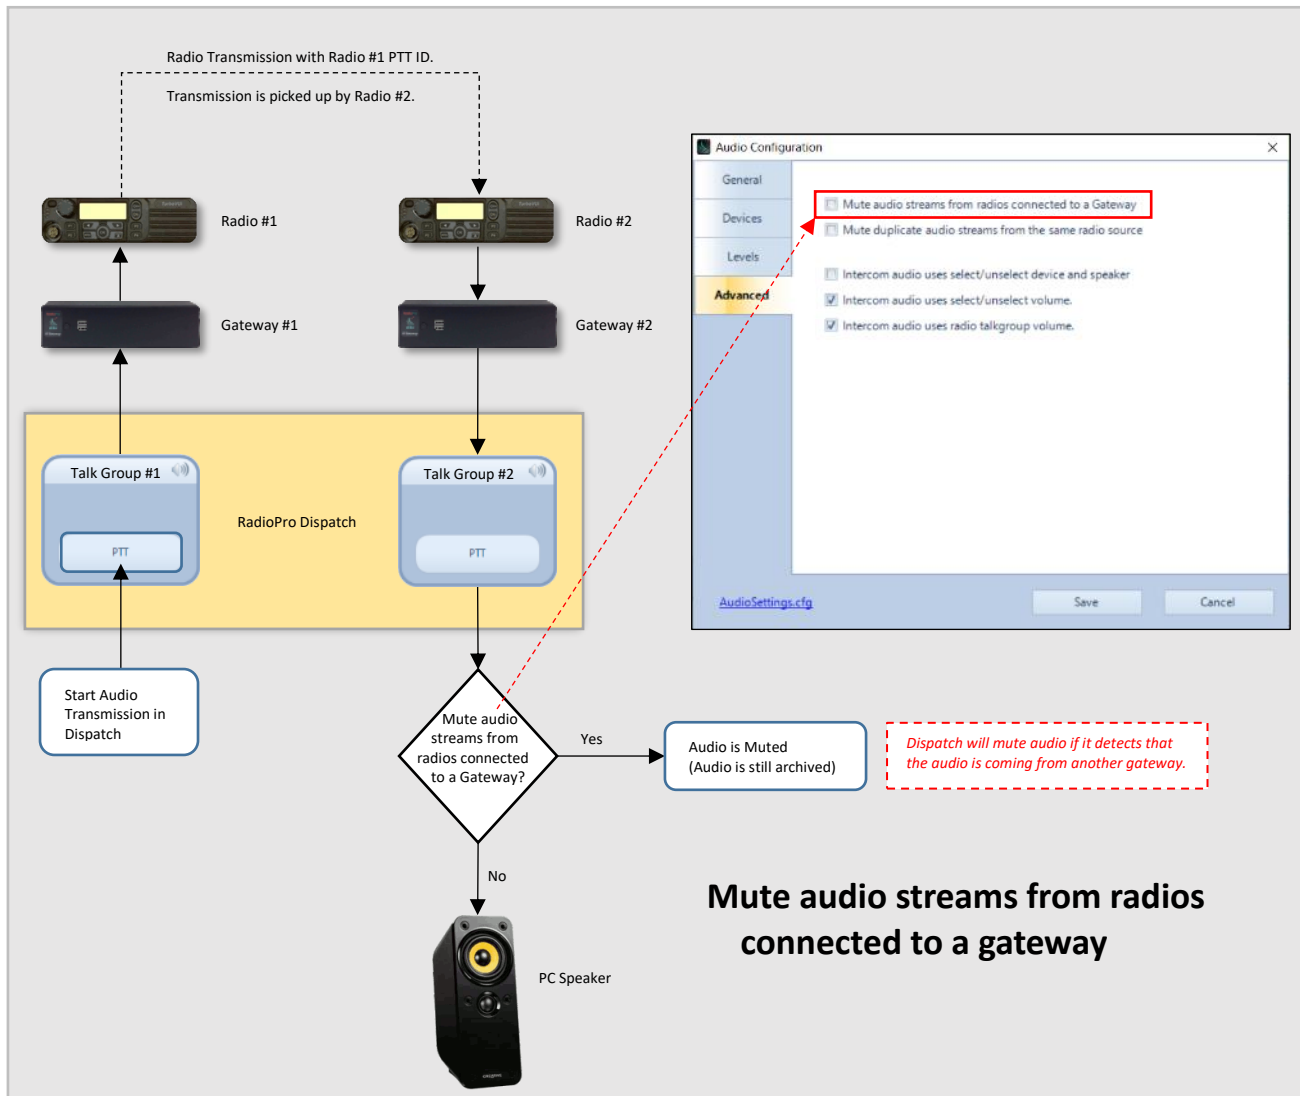 Radio Transmission with Radio #1 PTT ID.
Transmission is picked up by Radio #2.
Radio #1
Radio #2
Gateway #1
Gateway #2
Talk Group #1
PTT
RadioPro Dispatch
Talk Group #2
PTT
Start Audio
Transmission in
Dispatch
Mute audio
streams from
radios connected
to a Gateway?
Yes
Audio is Muted
(Audio is still archived)
Dispatch will mute audio if it detects that
the audio is coming from another gateway.
No
PC Speaker
Audio Configuration
General
Devices
Levels
Advanced
Mute audio streams from radios connected to a Gateway
Mute duplicate audio streams from the same radio source
Intercom audio uses select/unselect device and speaker
Intercom audio uses select/unselect volume.
Intercom audio uses radio talkgroup volume.
AudioSettings.cfg
Save
Cancel
Mute audio streams from radios
connected to a gateway